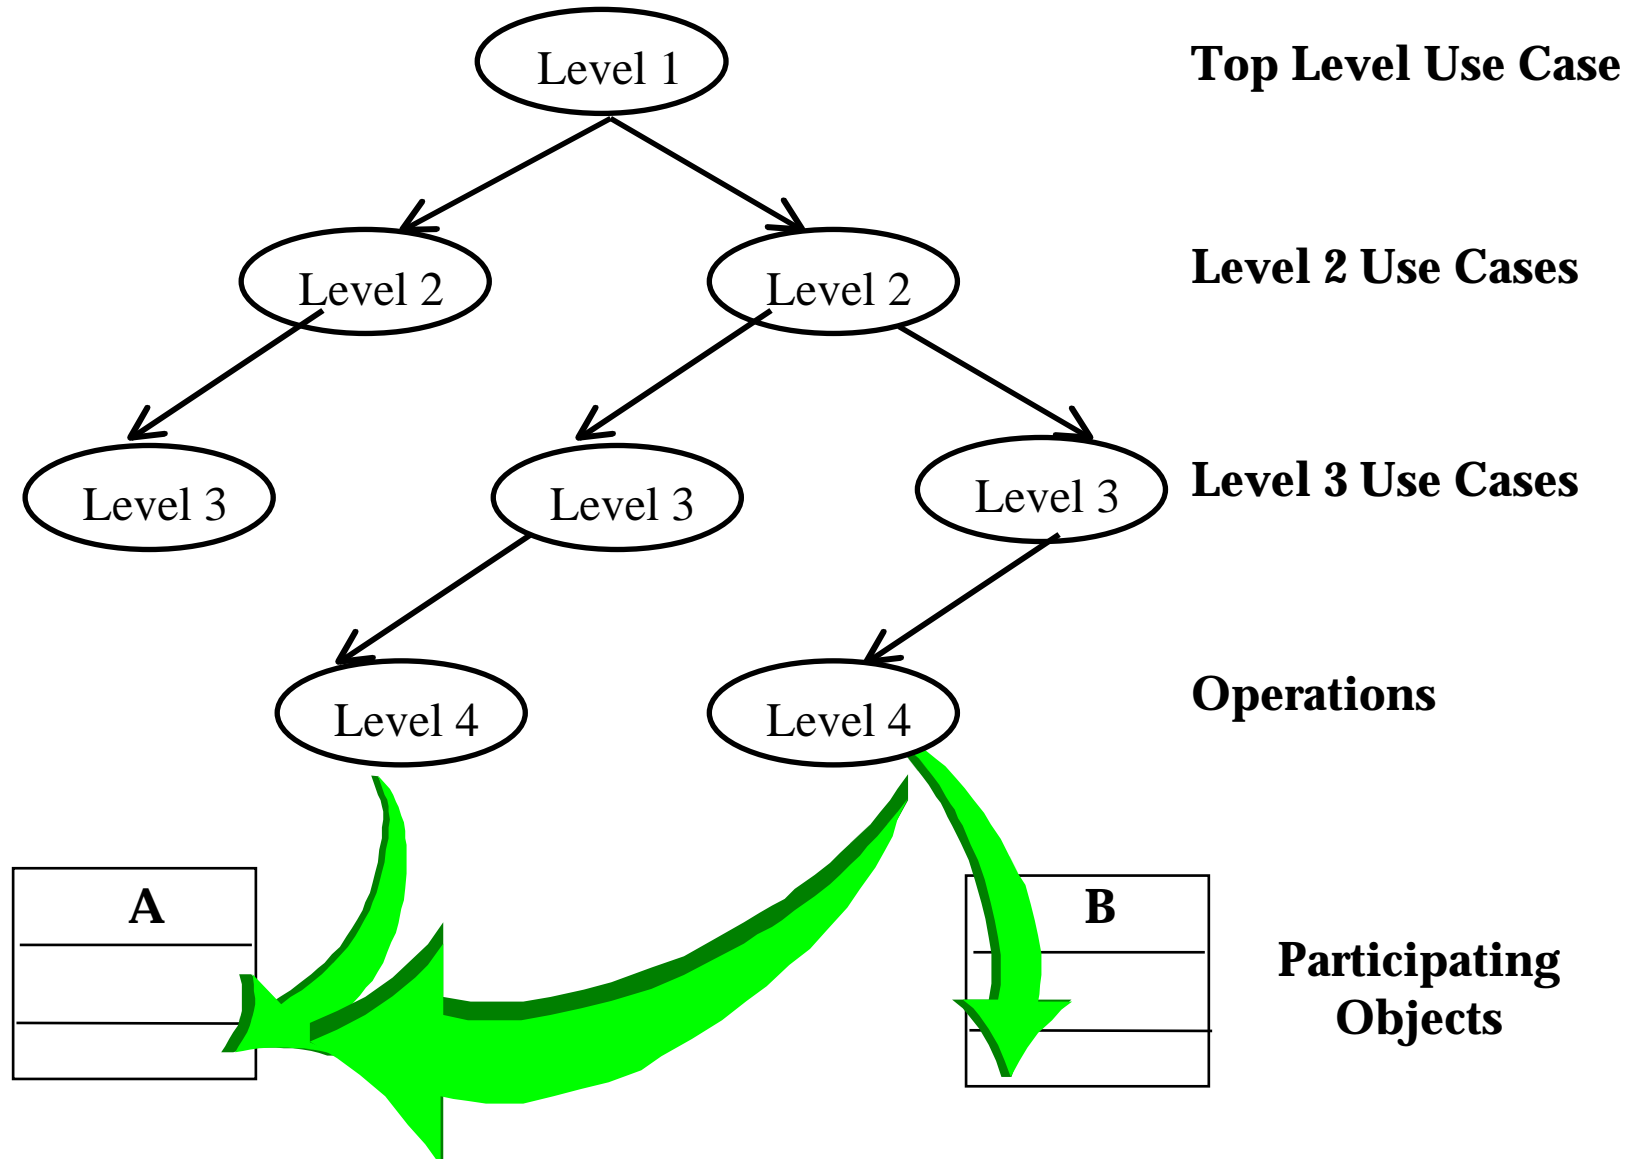 Level 1
Top Level Use Case
Level 2
Level 2
Level 2 Use Cases
Level 3
Level 3
Level 3
Level 3 Use Cases
Level 4
Level 4
Operations
A
B
Participating
Objects